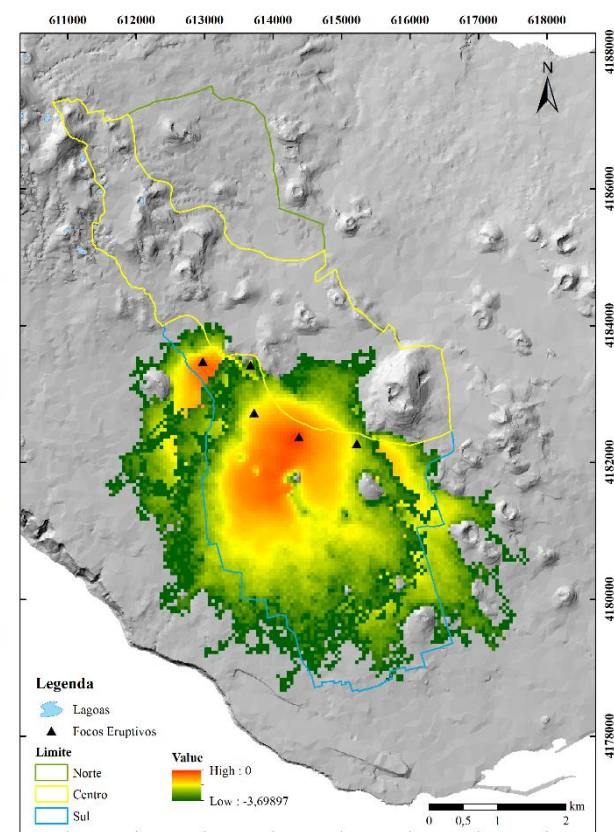 611000 612000 613000 614000 615000 616000 617000 618000
4188000
N
4186000
4184000
4182000
4180000
4178000
Legenda
Lagoas
Focos Eruptivos
Limite
Norte
Centro
Sul
Value
High : 0
Low : -3,69897
km
0 0,5 1 2